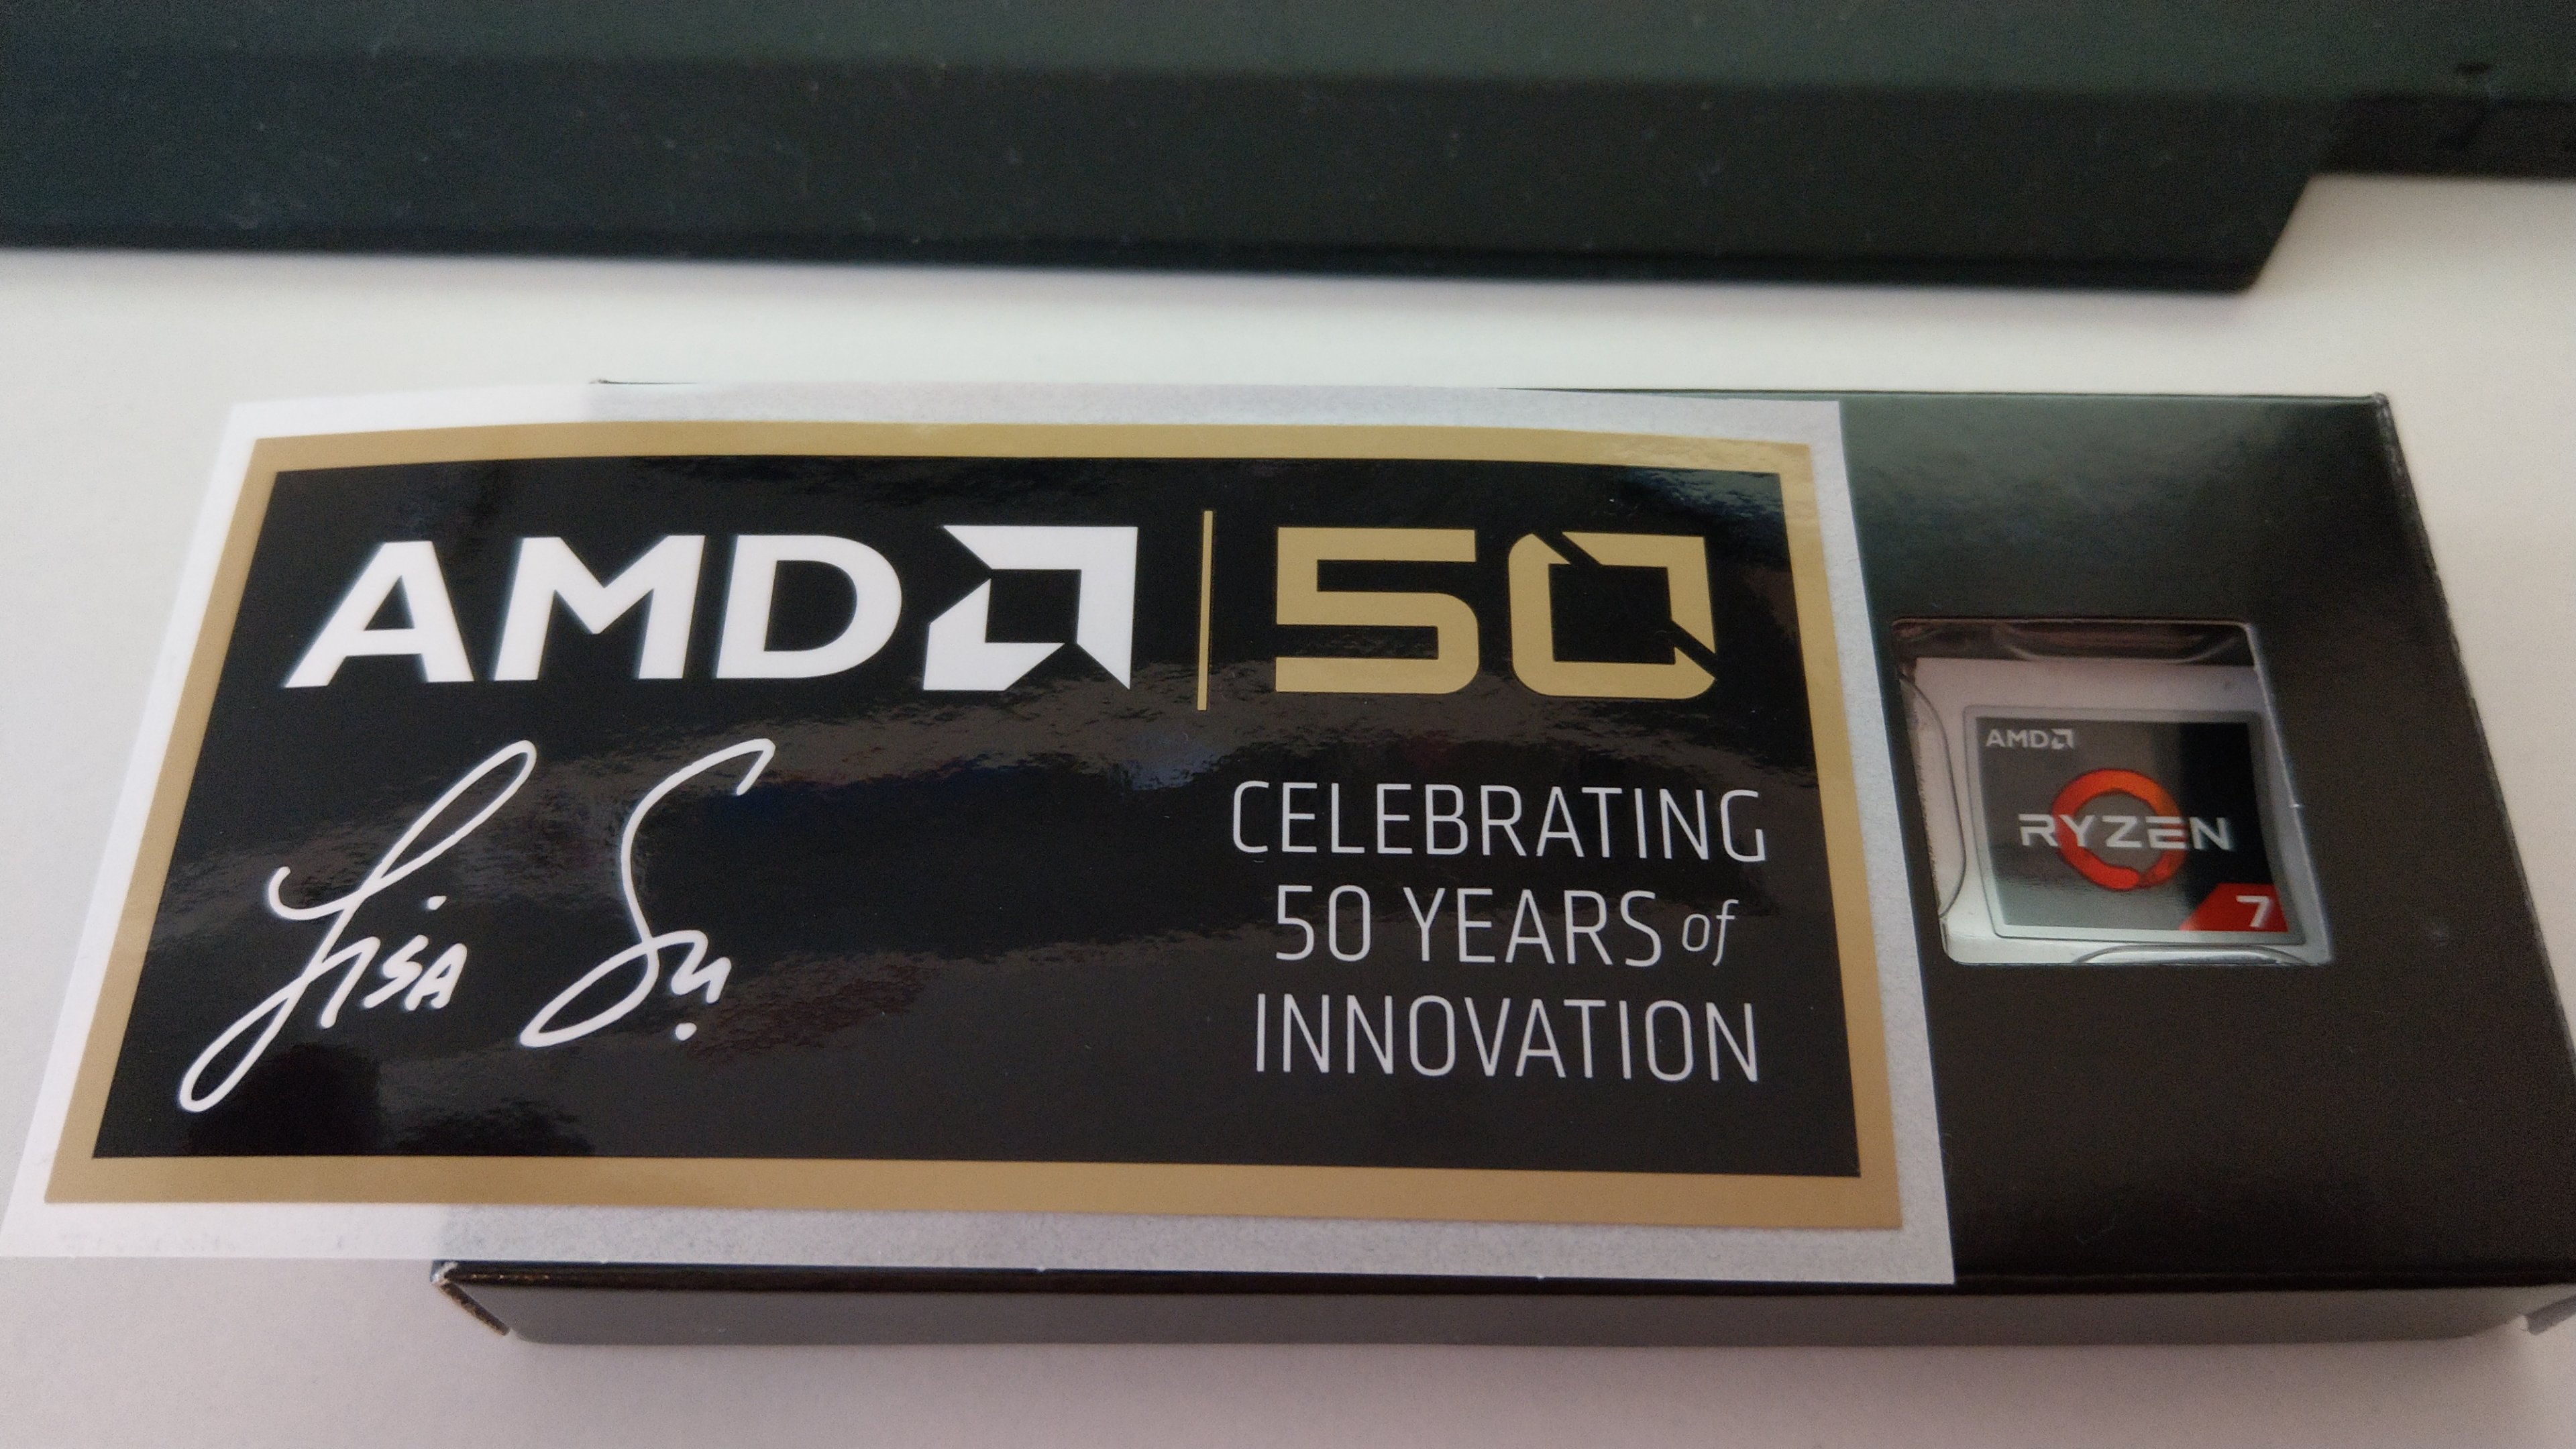 AMD 50
Lisa Su
CELEBRATING
50 YEARS of
INNOVATION
AMD
RYZEN
7